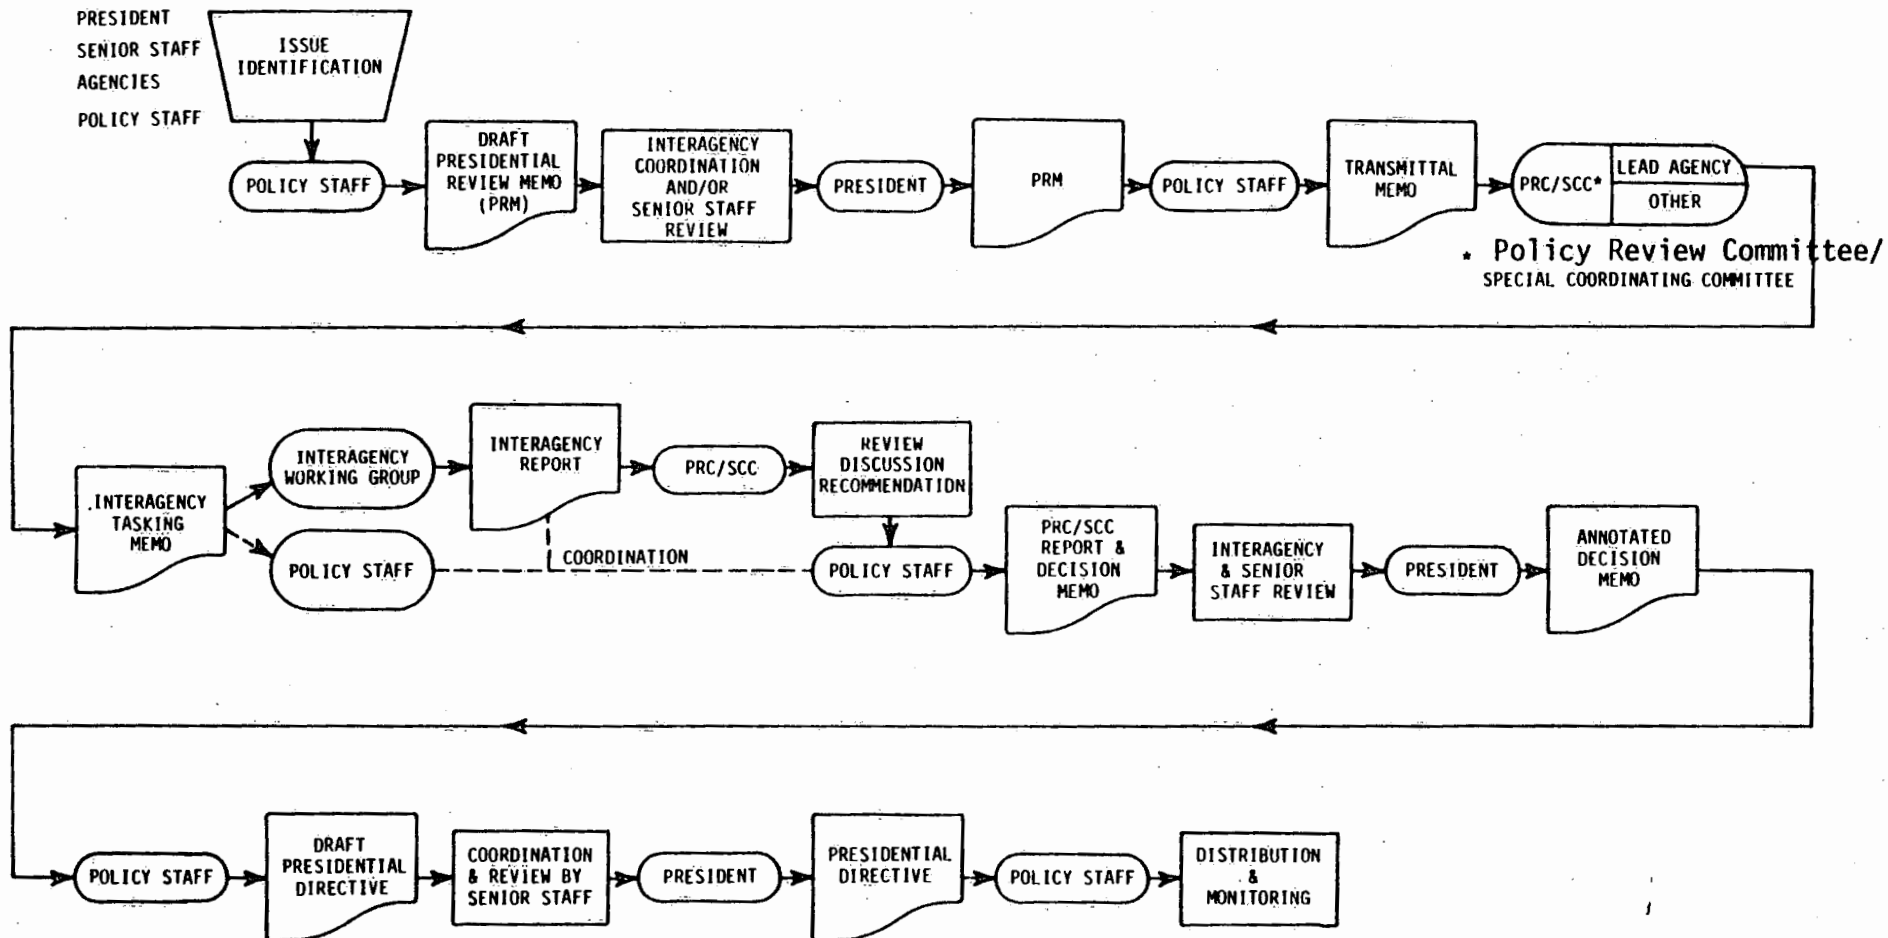 PRESIDENT
SENIOR STAFF
AGENCIES
POLICY STAFF
ISSUE
IDENTIFICATION
POLICY STAFF
DRAFT
PRESIDENTIAL
REVIEW MEMO
(PRM)
INTERAGENCY
COORDINATION
AND/OR
SENIOR STAFF
REVIEW
PRESIDENT
PRM
POLICY STAFF
TRANSMITTAL
MEMO
PRC/SCC*
LEAD AGENCY
OTHER
* Policy Review Committee/
SPECIAL COORDINATING COMMITTEE
INTERAGENCY
TASKING
MEMO
INTERAGENCY
WORKING GROUP
POLICY STAFF
INTERAGENCY
REPORT
COORDINATION
PRC/SCC
REVIEW
DISCUSSION
RECOMMENDATION
POLICY STAFF
PRC/SCC
REPORT &
DECISION
MEMO
INTERAGENCY
& SENIOR
STAFF REVIEW
PRESIDENT
ANNOTATED
DECISION
MEMO
POLICY STAFF
DRAFT
PRESIDENTIAL
DIRECTIVE
COORDINATION
& REVIEW BY
SENIOR STAFF
PRESIDENT
PRESIDENTIAL
DIRECTIVE
POLICY STAFF
DISTRIBUTION
&
MONITORING